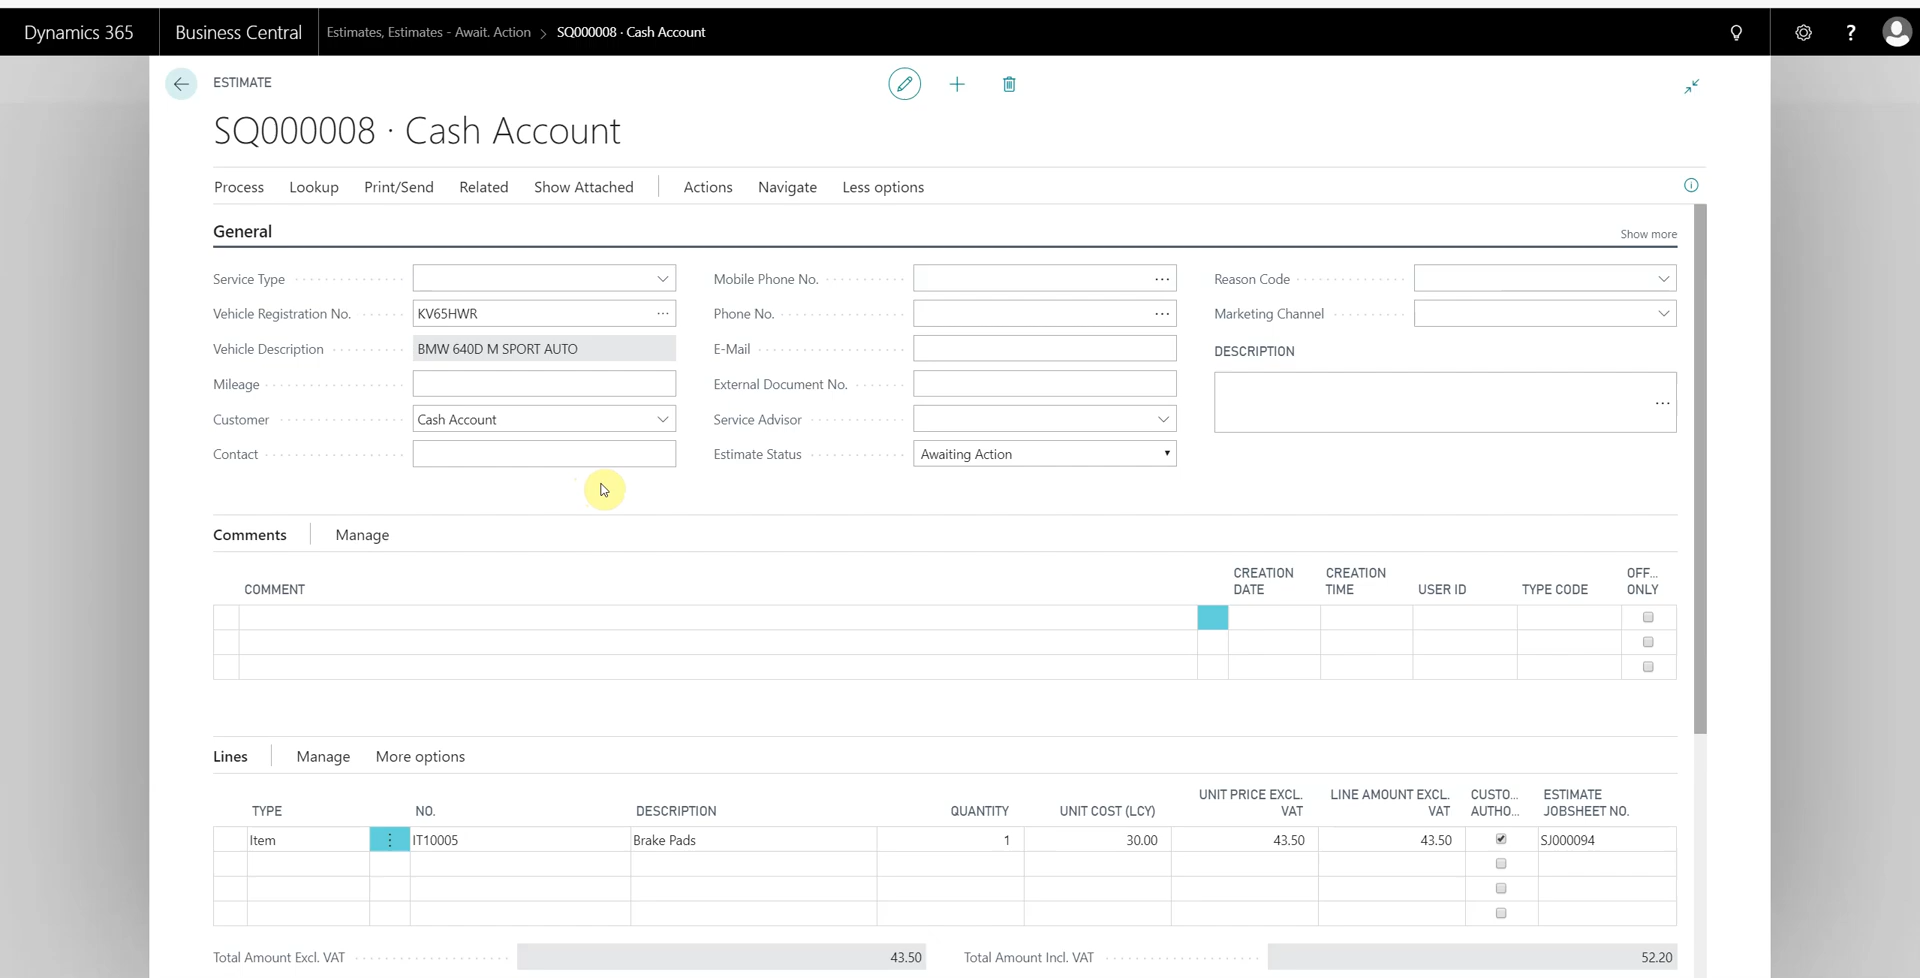 Dynamics 365
Business Central
Estimates, Estimates - Await. Action > SQ000008 · Cash Account
ESTIMATE
SQ000008 · Cash Account
Process Lookup Print/Send Related Show Attached Actions Navigate Less options
General
Show more
Service Type
Vehicle Registration No. KV65HWR
Vehicle Description BMW 640D M SPORT AUTO
Mileage
Customer Cash Account
Contact
Mobile Phone No.
Phone No.
E-Mail
External Document No.
Service Advisor
Estimate Status Awaiting Action
Reason Code
Marketing Channel
DESCRIPTION
Comments Manage
COMMENT CREATION DATE CREATION TIME USER ID TYPE CODE OFF... ONLY
Lines Manage More options
TYPE NO. DESCRIPTION QUANTITY UNIT COST (LCY) UNIT PRICE EXCL. VAT LINE AMOUNT EXCL. VAT CUSTO... AUTHO... ESTIMATE JOBSHEET NO.
Item IT10005 Brake Pads 1 30.00 43.50 43.50 SJ000094
Total Amount Excl. VAT 43.50 Total Amount Incl. VAT 52.20